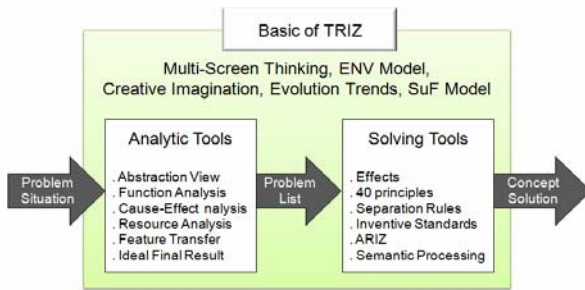 Basic of TRIZ
Multi-Screen Thinking, ENV Model,
Creative Imagination, Evolution Trends, SuF Model
Problem
Situation
Analytic Tools
. Abstraction View
. Function Analysis
. Cause-Effect nalysis
. Resource Analysis
. Feature Transfer
. Ideal Final Result
Problem
List
Solving Tools
. Effects
. 40 principles
. Separation Rules
. Inventive Standards
. ARIZ
. Semantic Processing
Concept
Solution